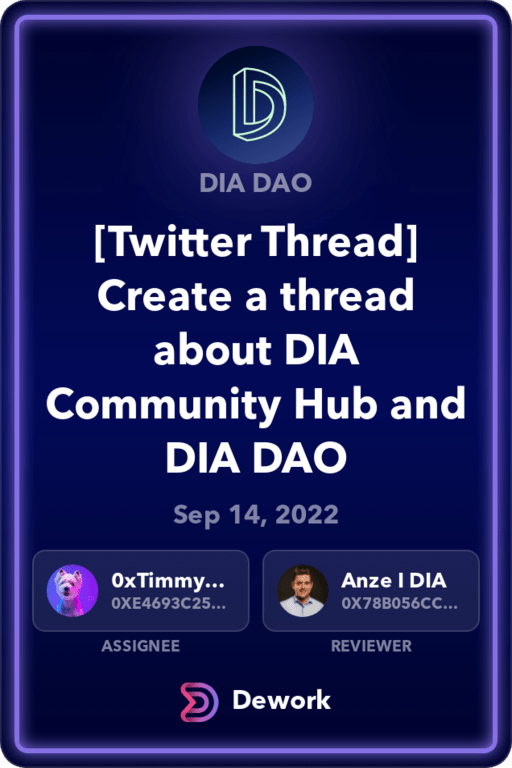 DIA DAO
[Twitter Thread]
Create a thread
about DIA
Community Hub and
DIA DAO
Sep 14, 2022
0xTimmy...
0XE4693C25...
Anze I DIA
0X78B056CC...
ASSIGNEE
REVIEWER
Dework